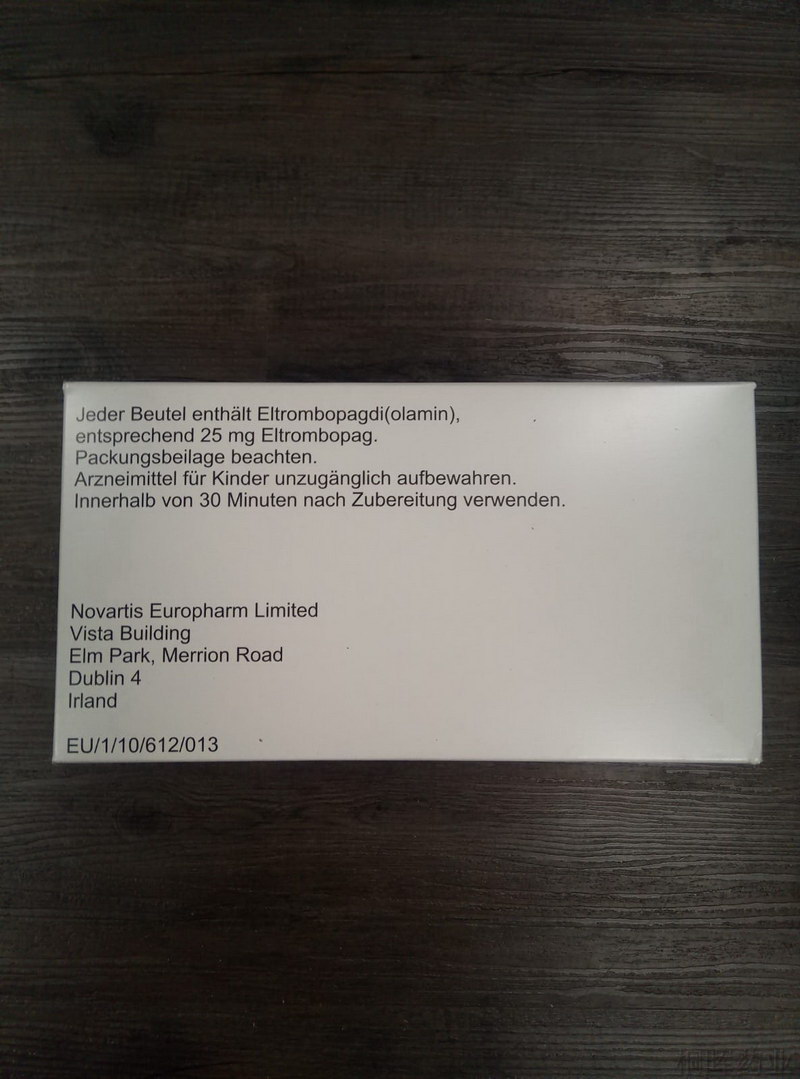 Jeder Beutel enthält Eltrombopagdi(olamin),
entsprechend 25 mg Eltrombopag.
Packungsbeilage beachten.
Arzneimittel für Kinder unzugänglich aufbewahren.
Innerhalb von 30 Minuten nach Zubereitung verwenden.
Novartis Europharm Limited
Vista Building
Elm Park, Merrion Road
Dublin 4
Irland
EU/1/10/612/013